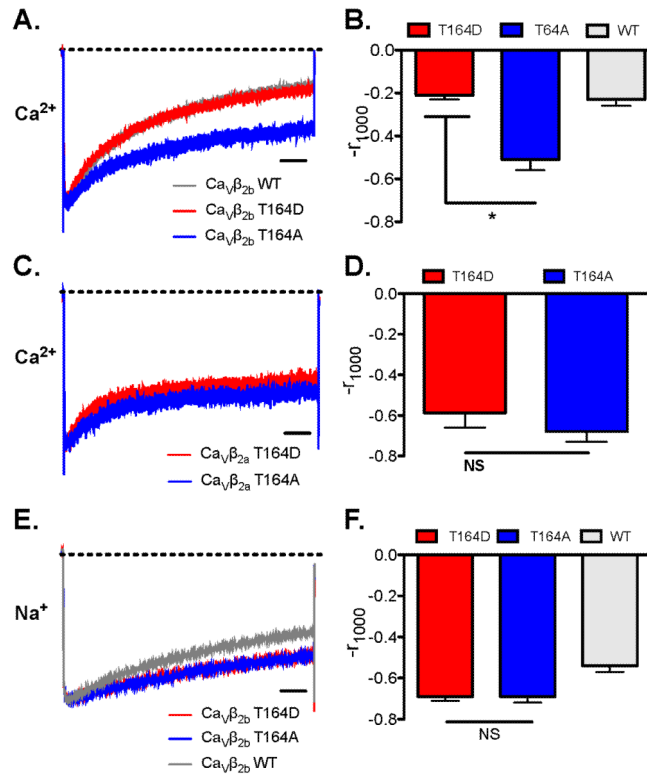 A.
Ca²⁺
Caᵥβ₂b WT
Caᵥβ₂b T164D
Caᵥβ₂b T164A
B.
T164D T64A WT
0.0
-0.2
-0.4
-0.6
-0.8
-r₁₀₀₀
*
C.
Ca²⁺
Caᵥβ₂a T164D
Caᵥβ₂a T164A
D.
T164D T164A
0.0
-0.2
-0.4
-0.6
-0.8
-r₁₀₀₀
NS
E.
Na⁺
Caᵥβ₂b T164D
Caᵥβ₂b T164A
Caᵥβ₂b WT
F.
T164D T164A WT
0.0
-0.2
-0.4
-0.6
-0.8
-r₁₀₀₀
NS